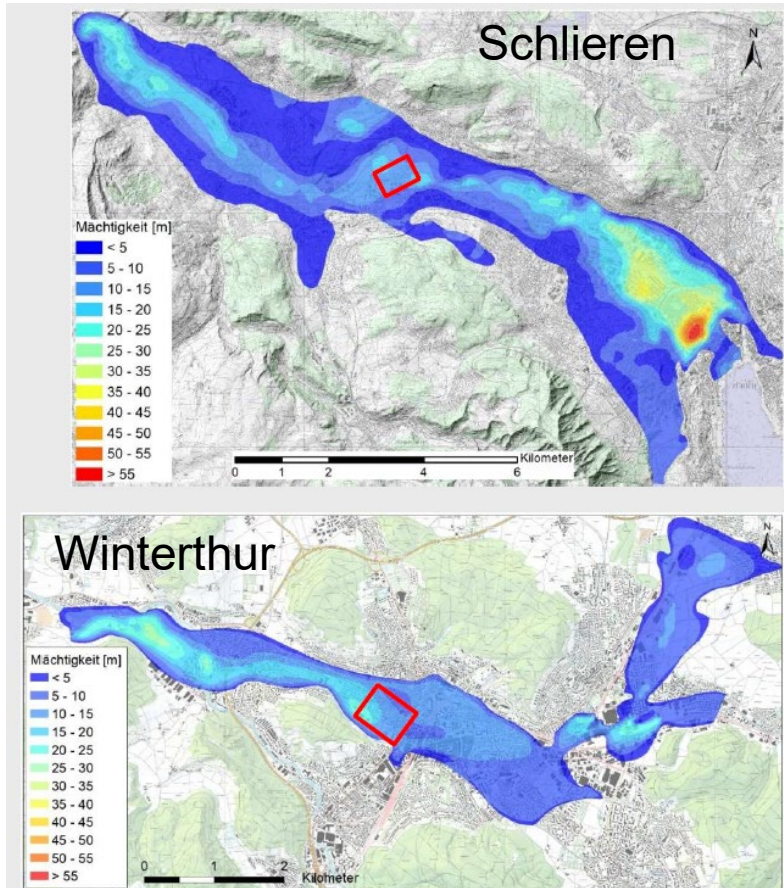 Schlieren
N
Mächtigkeit [m]
< 5
5 - 10
10 - 15
15 - 20
20 - 25
25 - 30
30 - 35
35 - 40
40 - 45
45 - 50
50 - 55
> 55
Kilometer
0 1 2 4 6
Winterthur
N
Mächtigkeit [m]
< 5
5 - 10
10 - 15
15 - 20
20 - 25
25 - 30
30 - 35
35 - 40
40 - 45
45 - 50
50 - 55
> 55
0 1 2
Kilometer